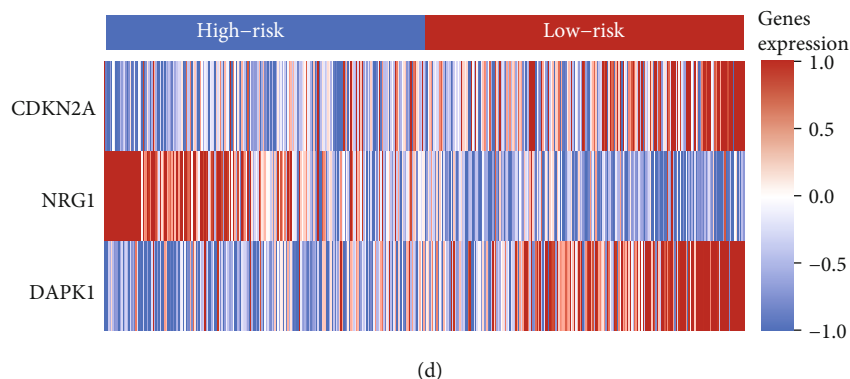 High−risk
Low−risk
Genes
expression
CDKN2A
NRG1
DAPK1
1.0
0.5
0.0
−0.5
−1.0
(d)